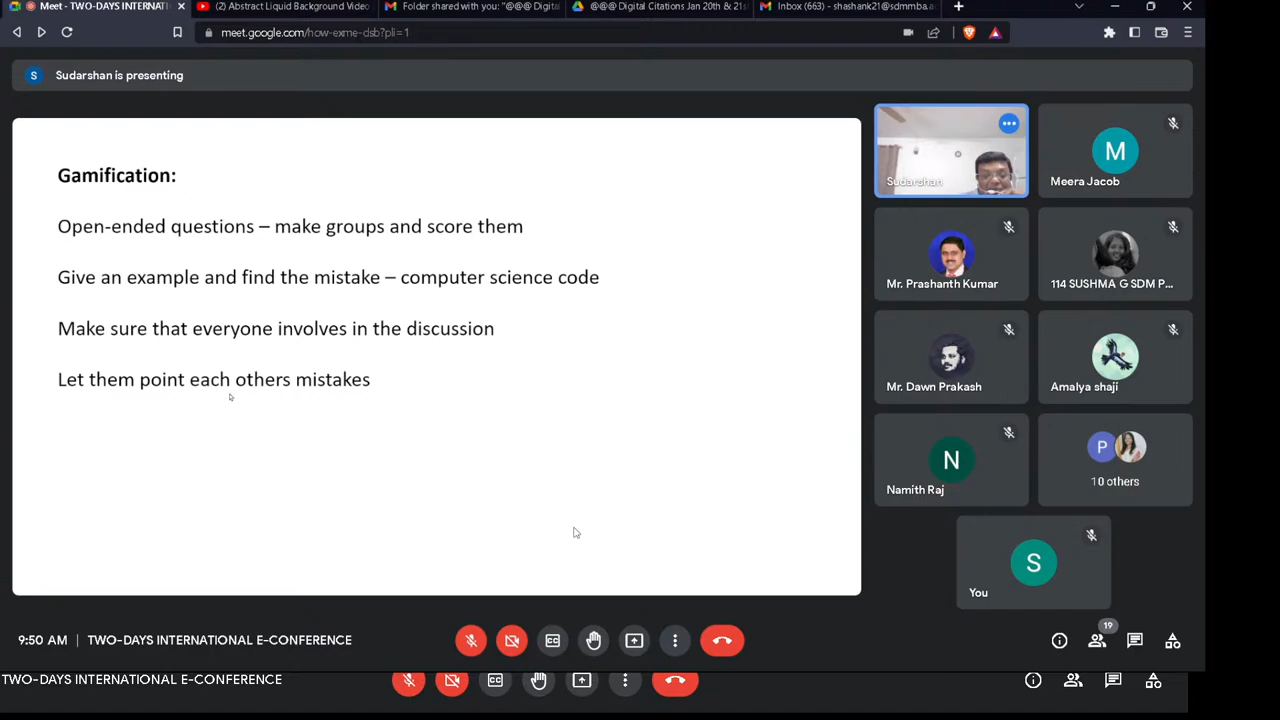 Meet - TWO-DAYS INTERNATI
(2) Abstract Liquid Background Video
Folder shared with you: "@@@ Digital
@@@ Digital Citations Jan 20th & 21s
Inbox (663) - shashank21@sdmmba.a
meet.google.com/how-exme-dsb?pli=1
S Sudarshan is presenting
Gamification:
Open-ended questions – make groups and score them
Give an example and find the mistake – computer science code
Make sure that everyone involves in the discussion
Let them point each others mistakes
Sudarshan
M
Meera Jacob
Mr. Prashanth Kumar
114 SUSHMA G SDM P...
Mr. Dawn Prakash
Amalya shaji
N
Namith Raj
P
10 others
S
You
9:50 AM | TWO-DAYS INTERNATIONAL E-CONFERENCE
19
TWO-DAYS INTERNATIONAL E-CONFERENCE